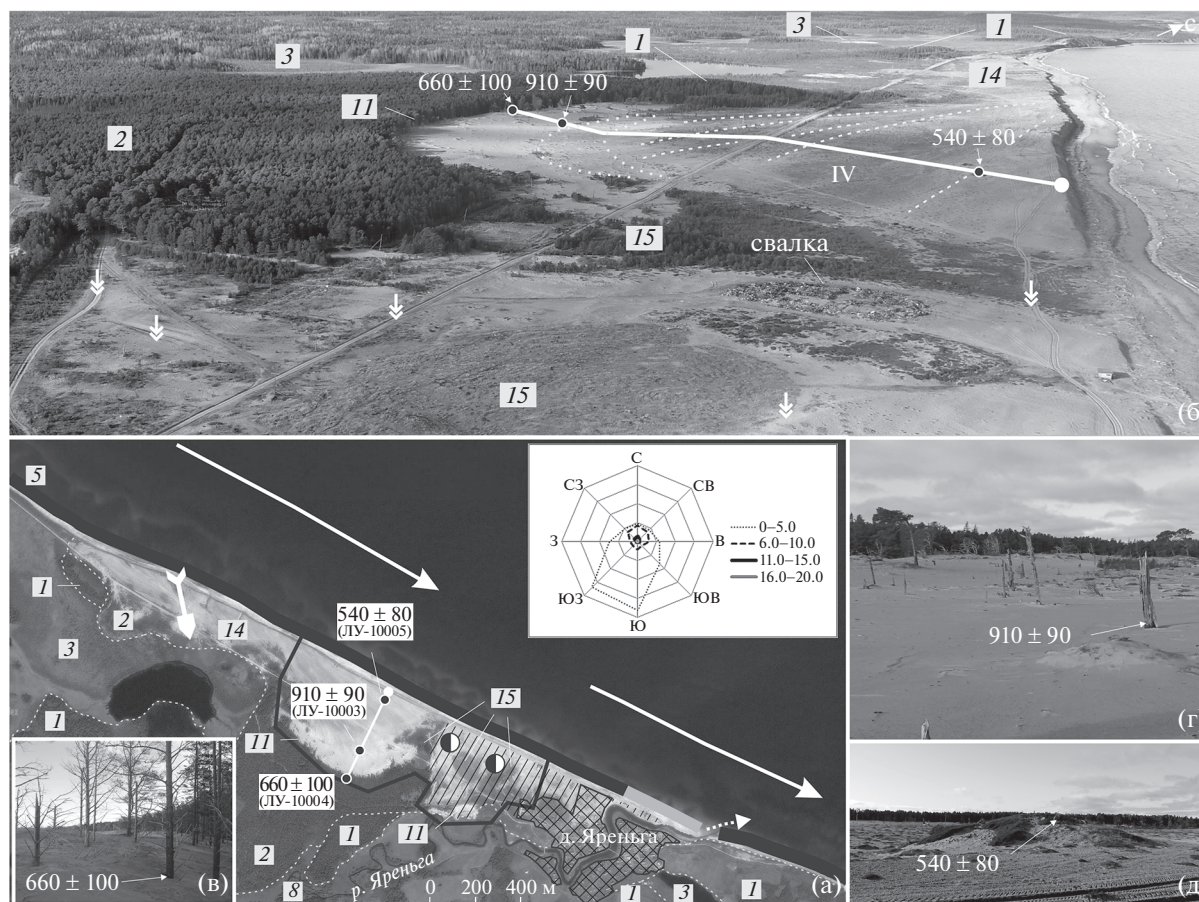 с
3
1
3
1
660 ± 100
910 ± 90
14
11
2
540 ± 80
IV
15
свалка
15
(б)
5
1
2
3
14
1
11
540 ± 80
(ЛУ-10005)
910 ± 90
(ЛУ-10003)
660 ± 100
(ЛУ-10004)
15
11
1
2
8
р. Яреньга
д. Яреньга
0 200 400 м
1
3
1
(а)
С
СЗ
СВ
З
В
ЮЗ
ЮВ
Ю
0–5.0
6.0–10.0
11.0–15.0
16.0–20.0
660 ± 100
(в)
910 ± 90
(г)
540 ± 80
(д)